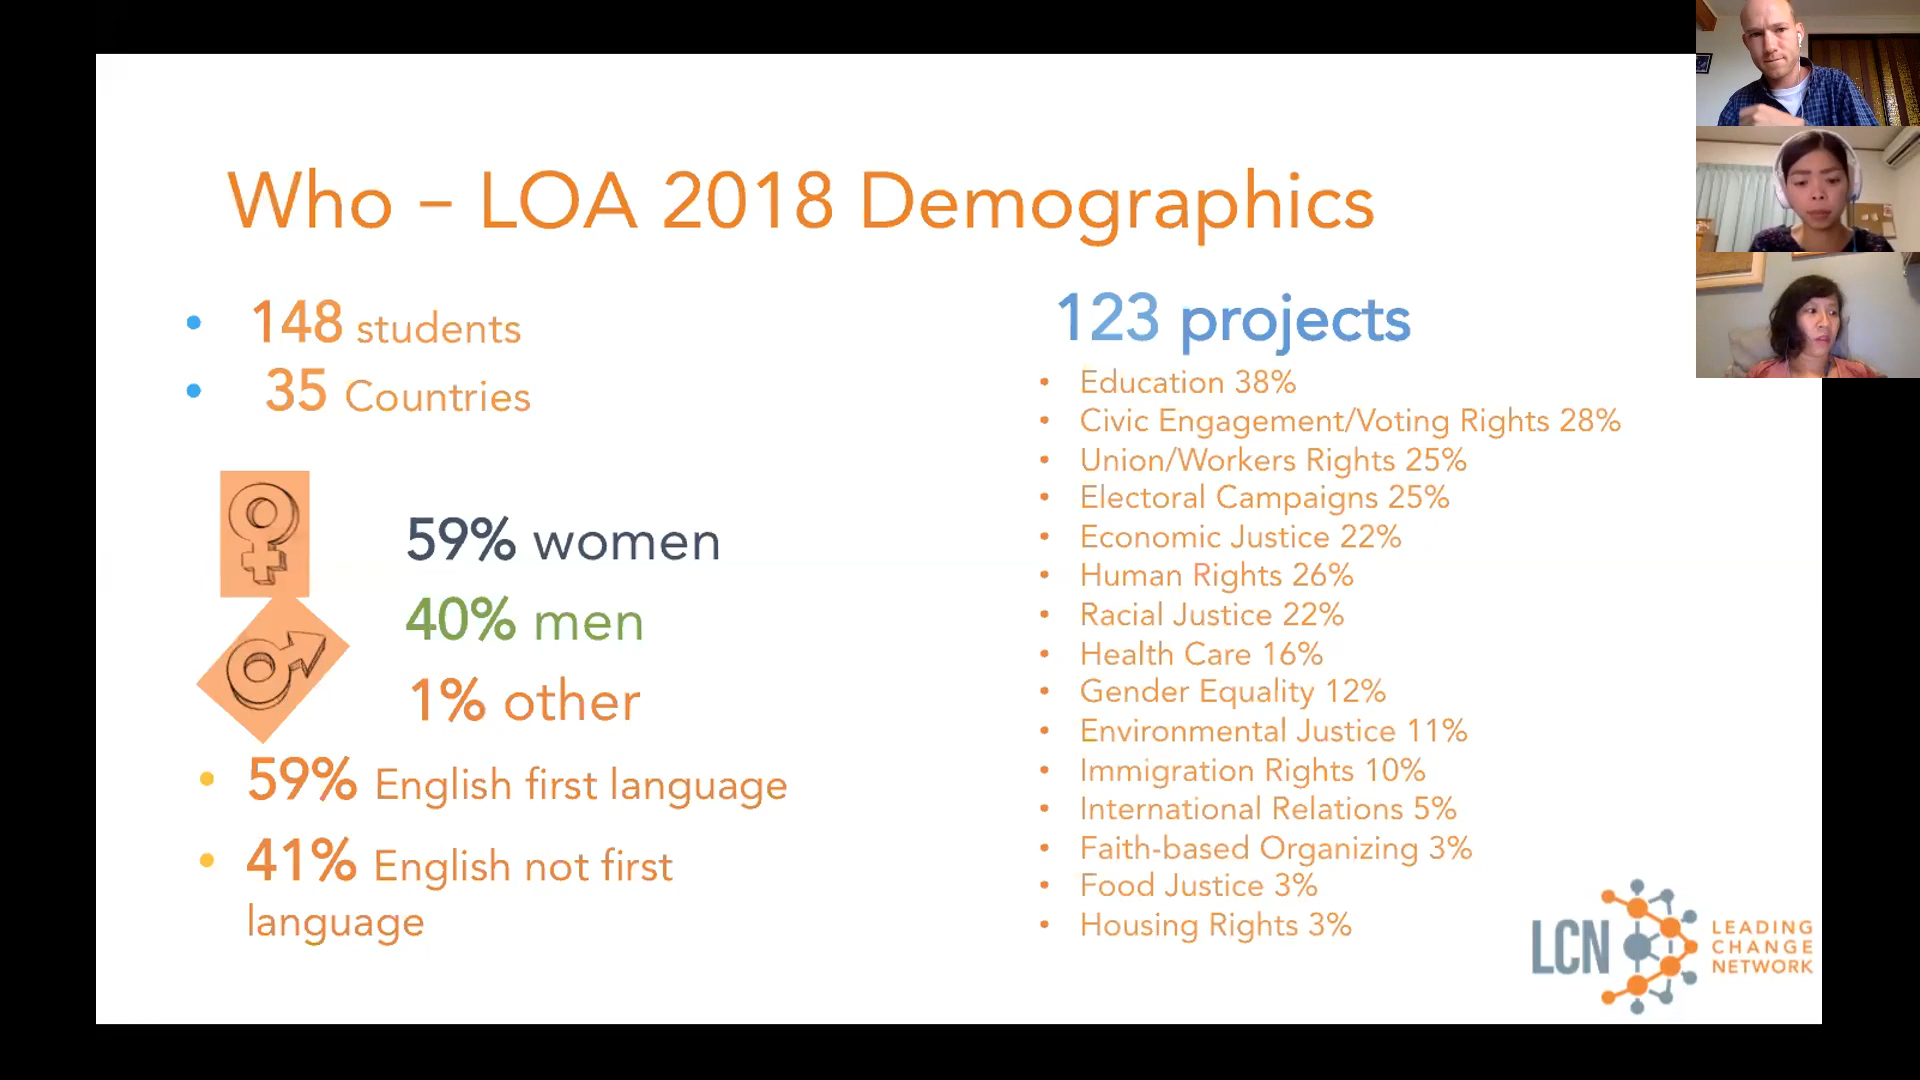 Who – LOA 2018 Demographics
• 148 students
• 35 Countries
59% women
40% men
1% other
• 59% English first language
• 41% English not first
language
123 projects
• Education 38%
• Civic Engagement/Voting Rights 28%
• Union/Workers Rights 25%
• Electoral Campaigns 25%
• Economic Justice 22%
• Human Rights 26%
• Racial Justice 22%
• Health Care 16%
• Gender Equality 12%
• Environmental Justice 11%
• Immigration Rights 10%
• International Relations 5%
• Faith-based Organizing 3%
• Food Justice 3%
• Housing Rights 3%
LCN
LEADING
CHANGE
NETWORK